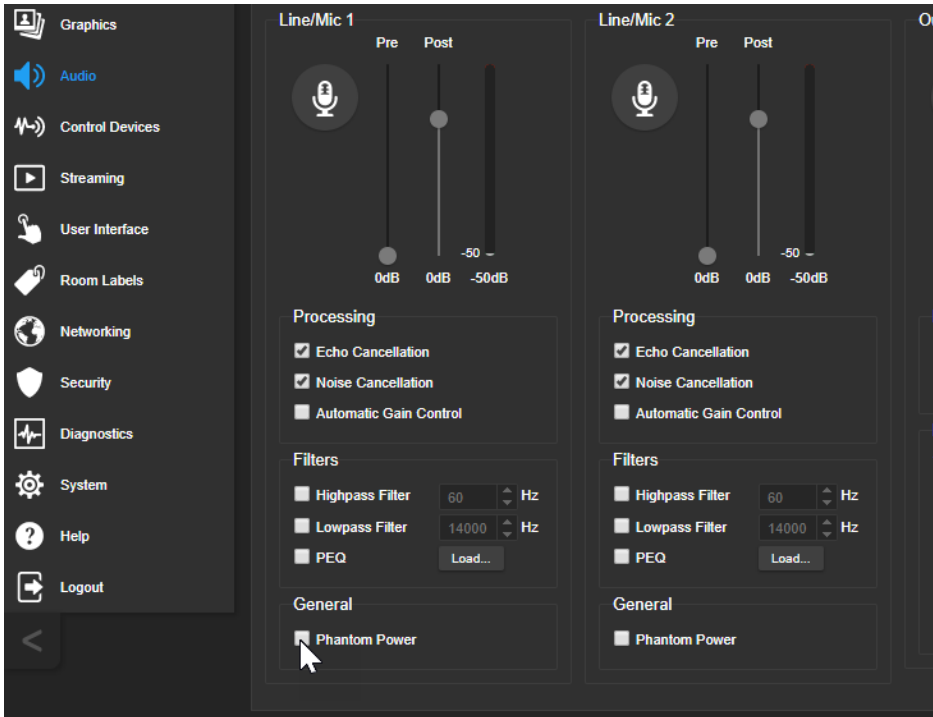 Graphics
Audio
Control Devices
Streaming
User Interface
Room Labels
Networking
Security
Diagnostics
System
Help
Logout
<
Line/Mic 1
Pre Post
-50
0dB 0dB -50dB
Processing
Echo Cancellation
Noise Cancellation
Automatic Gain Control
Filters
Highpass Filter 60 Hz
Lowpass Filter 14000 Hz
PEQ Load...
General
Phantom Power
Line/Mic 2
Pre Post
-50
0dB 0dB -50dB
Processing
Echo Cancellation
Noise Cancellation
Automatic Gain Control
Filters
Highpass Filter 60 Hz
Lowpass Filter 14000 Hz
PEQ Load...
General
Phantom Power